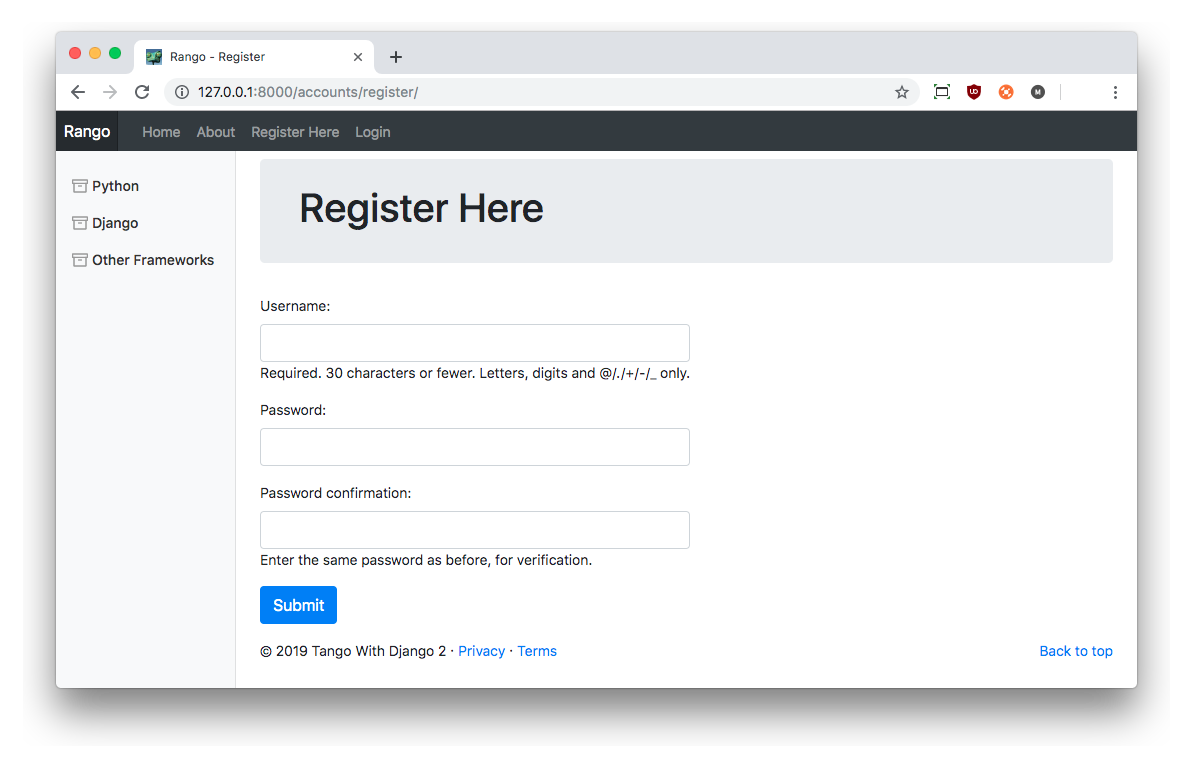 Rango - Register
127.0.0.1:8000/accounts/register/
UD
M
Rango Home About Register Here Login
Python
Django
Other Frameworks
Register Here
Username:
Required. 30 characters or fewer. Letters, digits and @/./+/-/_ only.
Password:
Password confirmation:
Enter the same password as before, for verification.
Submit
© 2019 Tango With Django 2 · Privacy · Terms
Back to top